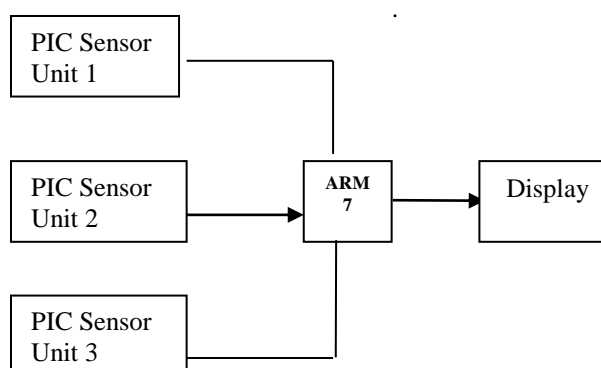 PIC Sensor
Unit 1
PIC Sensor
Unit 2
ARM
7
Display
PIC Sensor
Unit 3